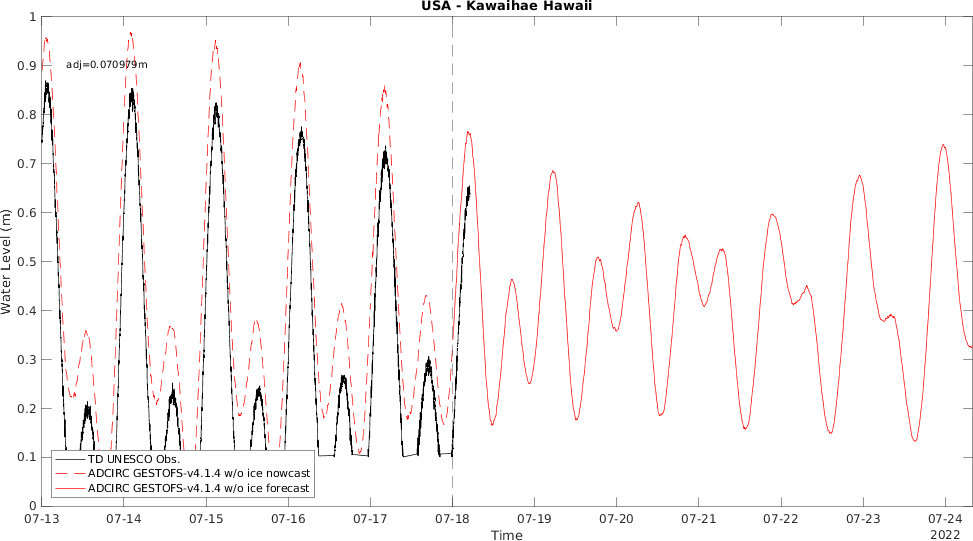 USA - Kawaihae Hawaii
adj=0.070979m
Water Level (m)
1
0.9
0.8
0.7
0.6
0.5
0.4
0.3
0.2
0.1
0
TD UNESCO Obs.
ADCIRC GESTOFS-v4.1.4 w/o ice nowcast
ADCIRC GESTOFS-v4.1.4 w/o ice forecast
07-13 07-14 07-15 07-16 07-17 07-18 07-19 07-20 07-21 07-22 07-23 07-24
Time
2022